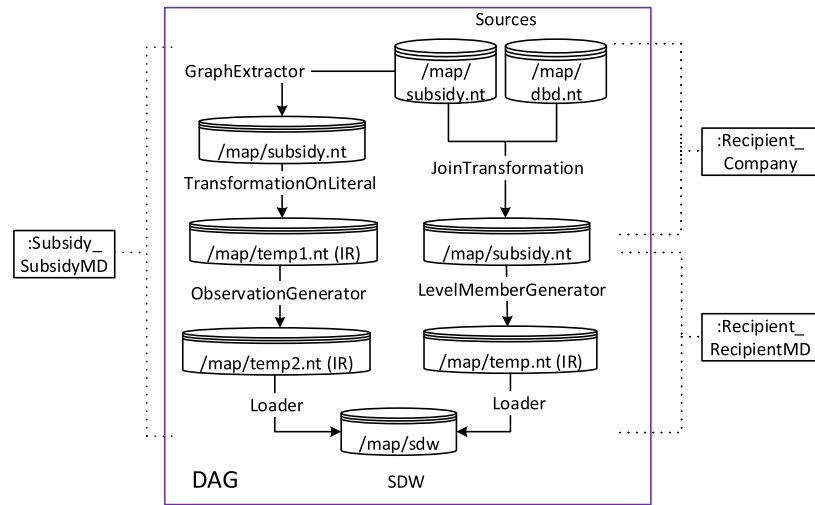 Sources
GraphExtractor
/map/
subsidy.nt
/map/
dbd.nt
/map/subsidy.nt
:Recipient_
Company
JoinTransformation
TransformationOnLiteral
/map/temp1.nt (IR)
/map/subsidy.nt
:Subsidy_
SubsidyMD
ObservationGenerator
LevelMemberGenerator
:Recipient_
RecipientMD
/map/temp2.nt (IR)
/map/temp.nt (IR)
Loader
Loader
/map/sdw
DAG
SDW